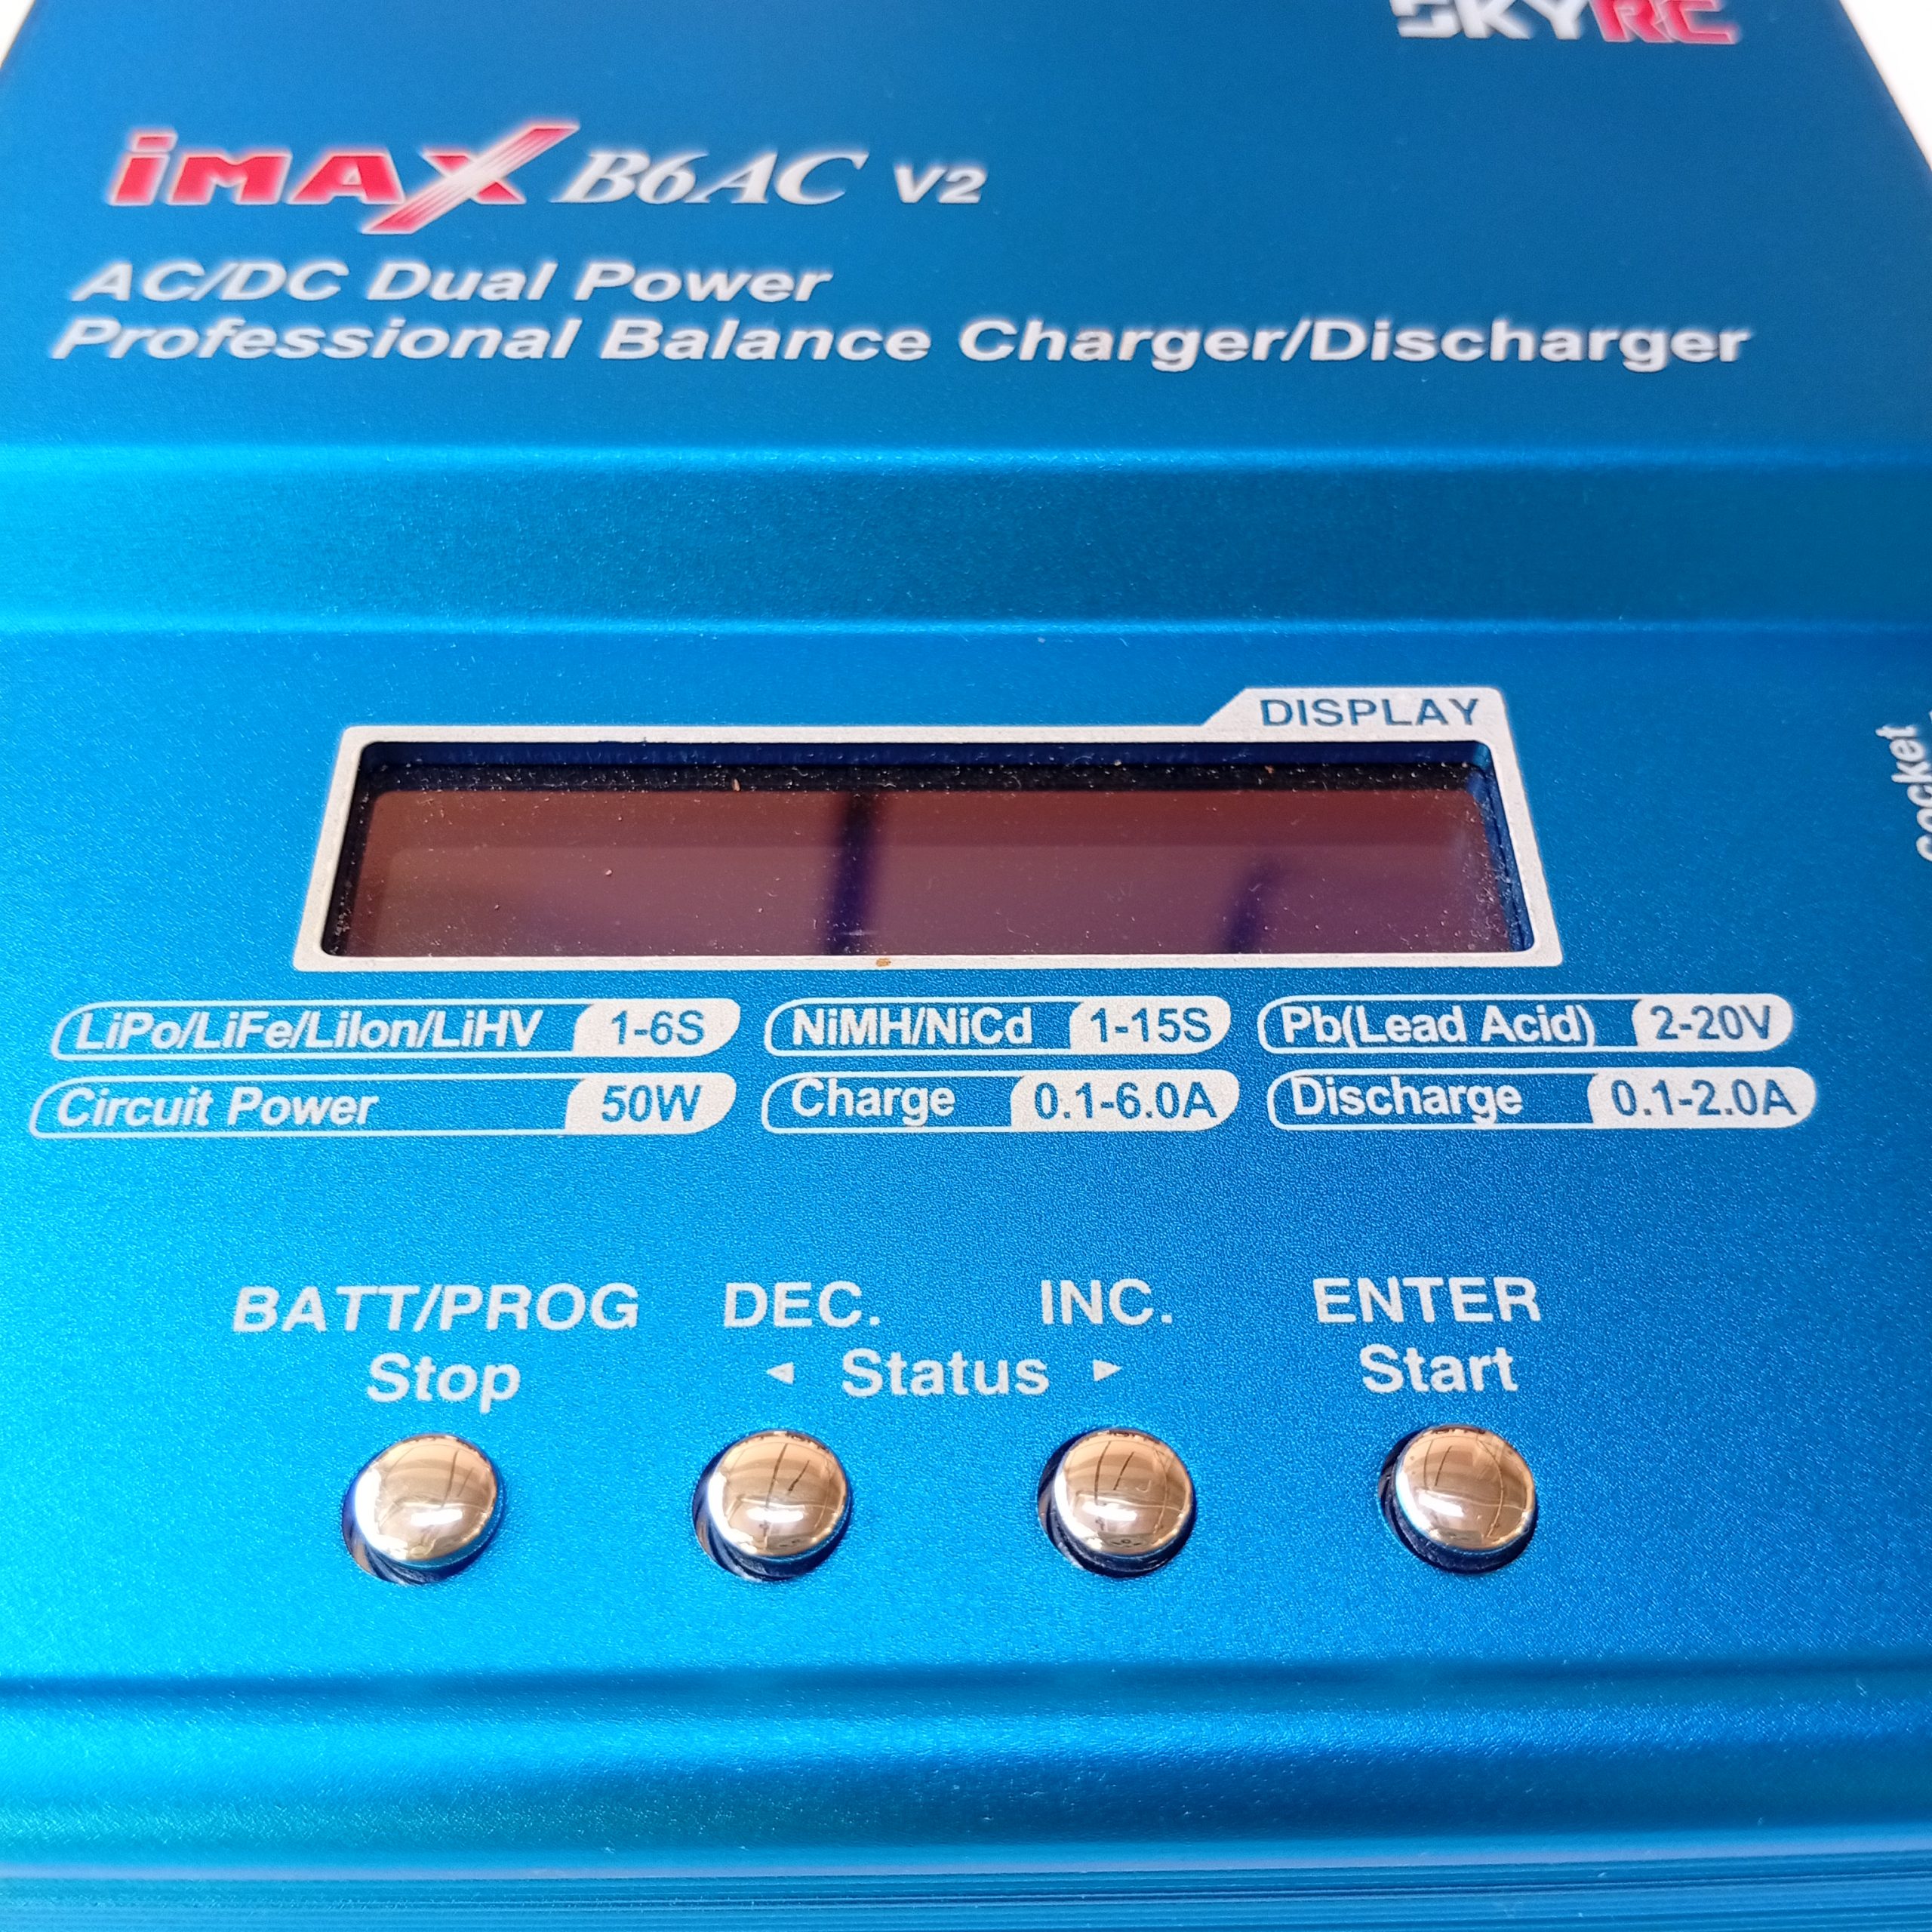 SKYRC
iMAX B6AC V2
AC/DC Dual Power
Professional Balance Charger/Discharger
DISPLAY
socket
LiPo/LiFe/LiIon/LiHV 1-6S NiMH/NiCd 1-15S Pb(Lead Acid) 2-20V
Circuit Power 50W Charge 0.1-6.0A Discharge 0.1-2.0A
BATT/PROG DEC. INC. ENTER
Stop ◄ Status ► Start